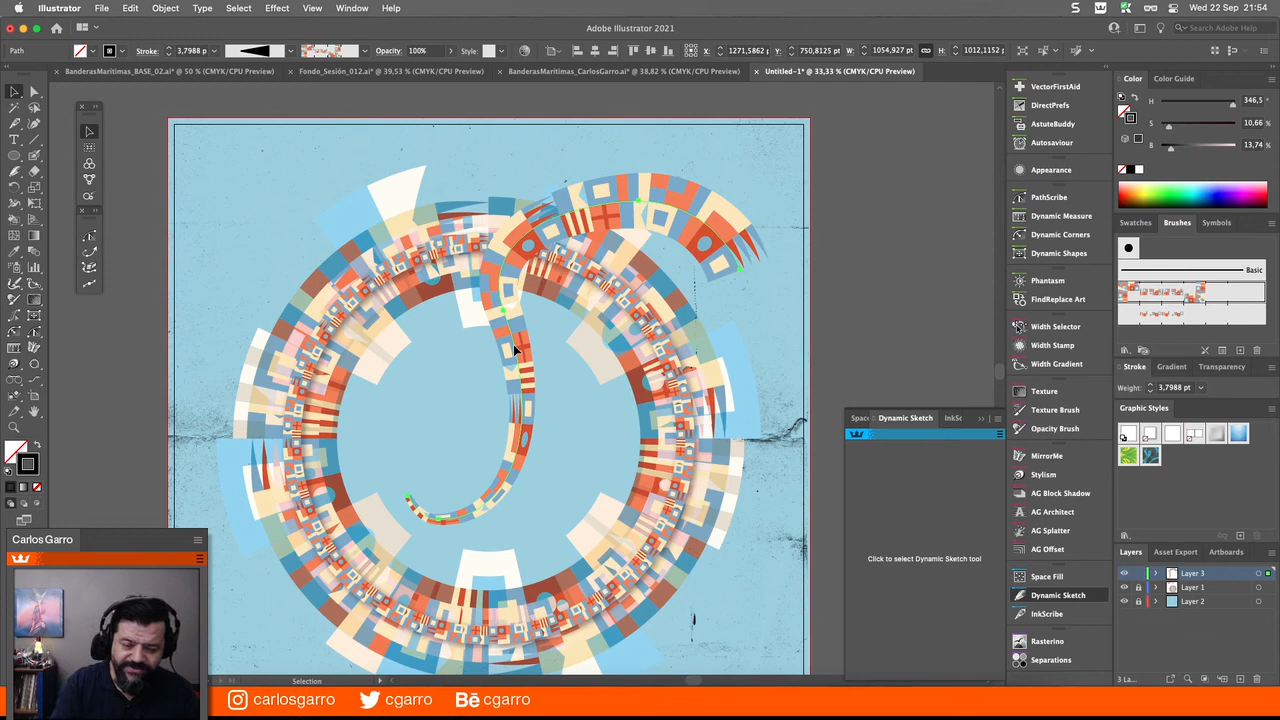 Illustrator File Edit Object Type Select Effect View Window Help
Wed 22 Sep 21:54
Adobe Illustrator 2021
Search Adobe Help
Path Stroke: 3,7988 p Opacity: 100% Style: X: 1271,5862 Y: 750,8125 W: 1054,927 H: 1012,1152
BanderasMaritimas_BASE_02.ai* @ 50 % (CMYK/CPU Preview)
Fondo_Sesión_012.ai* @ 39,53 % (CMYK/CPU Preview)
BanderasMaritimas_CarlosGarro.ai* @ 38,82 % (CMYK/CPU Preview)
Untitled-1* @ 33,33 % (CMYK/CPU Preview)
VectorFirstAid
DirectPrefs
AstuteBuddy
Autosaviour
Appearance
PathScribe
Dynamic Measure
Dynamic Corners
Dynamic Shapes
Phantasm
FindReplace Art
Width Selector
Width Stamp
Width Gradient
Texture
Texture Brush
Opacity Brush
MirrorMe
Stylism
AG Block Shadow
AG Architect
AG Splatter
AG Offset
Space Fill
Dynamic Sketch
InkScribe
Rasterino
Separations
Color Color Guide
H 346,5
S 10,66
B 13,74
Swatches Brushes Symbols
Basic
Stroke Gradient Transparency
Weight: 3,7988 pt
Graphic Styles
Layers Asset Export Artboards
Layer 3
Layer 1
Layer 2
3 La...
Dynamic Sketch
Click to select Dynamic Sketch tool
Selection
Carlos Garro
carlosgarro cgarro Bē cgarro